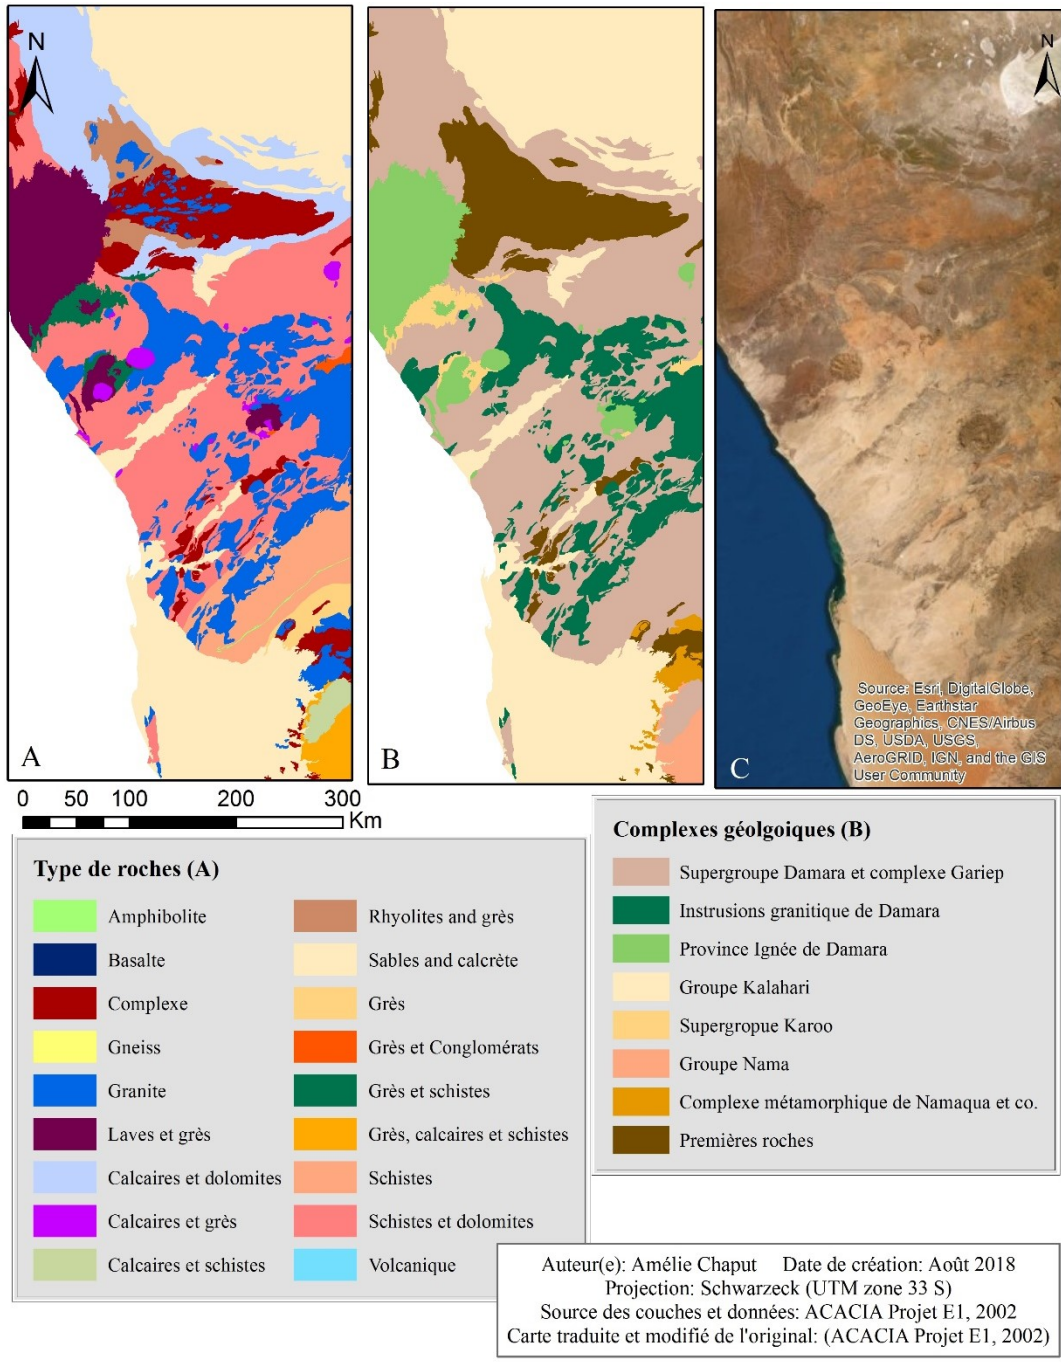 N
N
N
A
B
C
Source: Esri, DigitalGlobe,
GeoEye, Earthstar
Geographics, CNES/Airbus
DS, USDA, USGS,
AeroGRID, IGN, and the GIS
User Community
0 50 100 200 300
Km
Type de roches (A)
Amphibolite
Basalte
Complexe
Gneiss
Granite
Laves et grès
Calcaires et dolomites
Calcaires et grès
Calcaires et schistes
Rhyolites and grès
Sables and calcrète
Grès
Grès et Conglomérats
Grès et schistes
Grès, calcaires et schistes
Schistes
Schistes et dolomites
Volcanique
Complexes géolgoiques (B)
Supergroupe Damara et complexe Gariep
Instrusions granitique de Damara
Province Ignée de Damara
Groupe Kalahari
Supergropue Karoo
Groupe Nama
Complexe métamorphique de Namaqua et co.
Premières roches
Auteur(e): Amélie Chaput Date de création: Août 2018
Projection: Schwarzeck (UTM zone 33 S)
Source des couches et données: ACACIA Projet E1, 2002
Carte traduite et modifié de l'original: (ACACIA Projet E1, 2002)